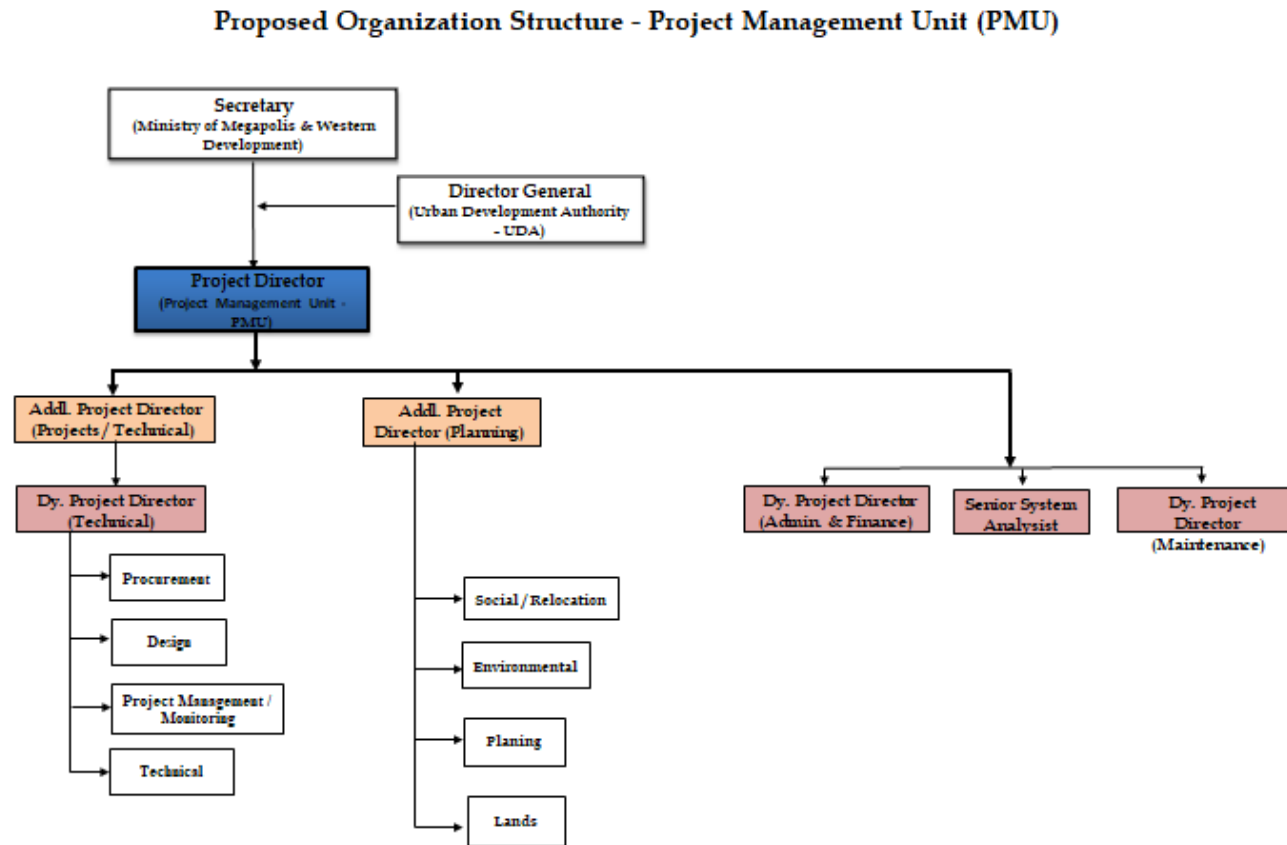 Proposed Organization Structure - Project Management Unit (PMU)
Secretary
(Ministry of Megapolis & Western
Development)
Director General
(Urban Development Authority
- UDA)
Project Director
(Project Management Unit -
PMU)
Addl. Project Director
(Projects / Technical)
Addl. Project
Director (Planning)
Dy. Project Director
(Technical)
Dy. Project Director
(Admin. & Finance)
Senior System
Analysist
Dy. Project
Director
(Maintenance)
Procurement
Design
Project Management /
Monitoring
Technical
Social / Relocation
Environmental
Planing
Lands